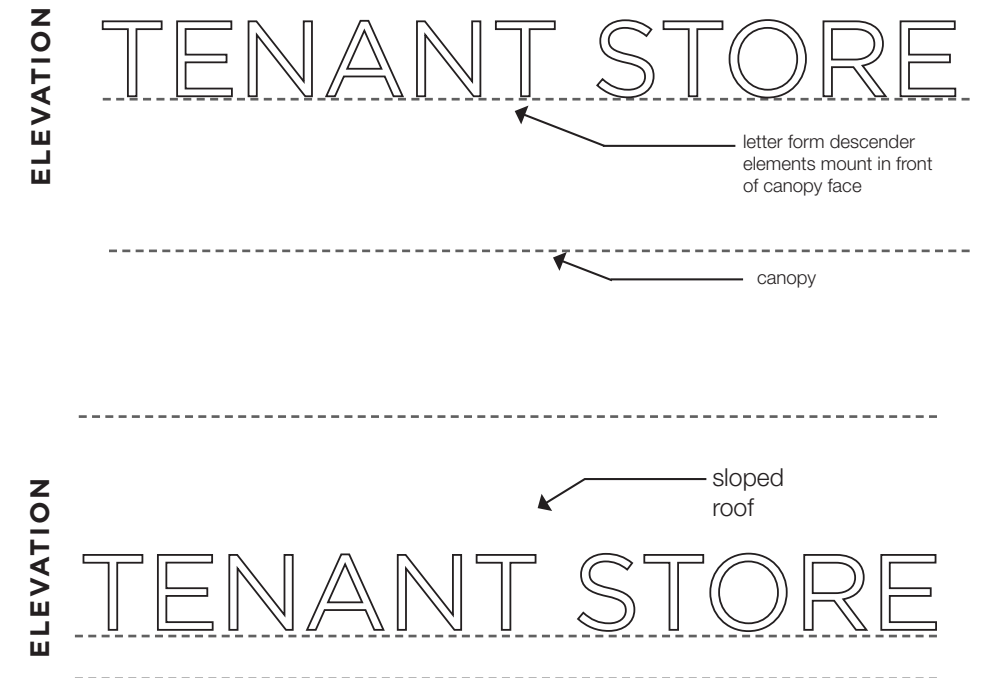 ELEVATION
TENANT STORE
letter form descender
elements mount in front
of canopy face
canopy
ELEVATION
sloped
roof
TENANT STORE